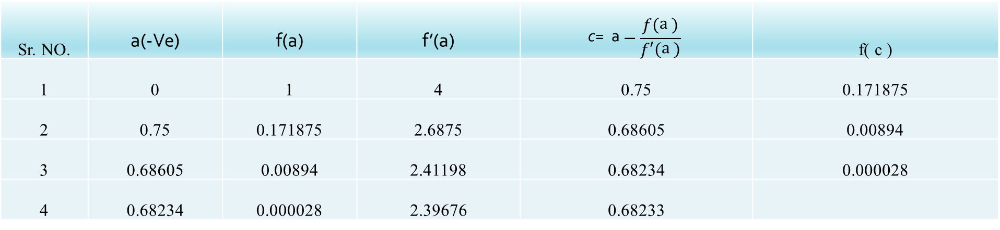 Sr. NO. a(-Ve) f(a) f′(a) c= a − f(a)/f′(a) f( c )
1 0 1 4 0.75 0.171875
2 0.75 0.171875 2.6875 0.68605 0.00894
3 0.68605 0.00894 2.41198 0.68234 0.000028
4 0.68234 0.000028 2.39676 0.68233